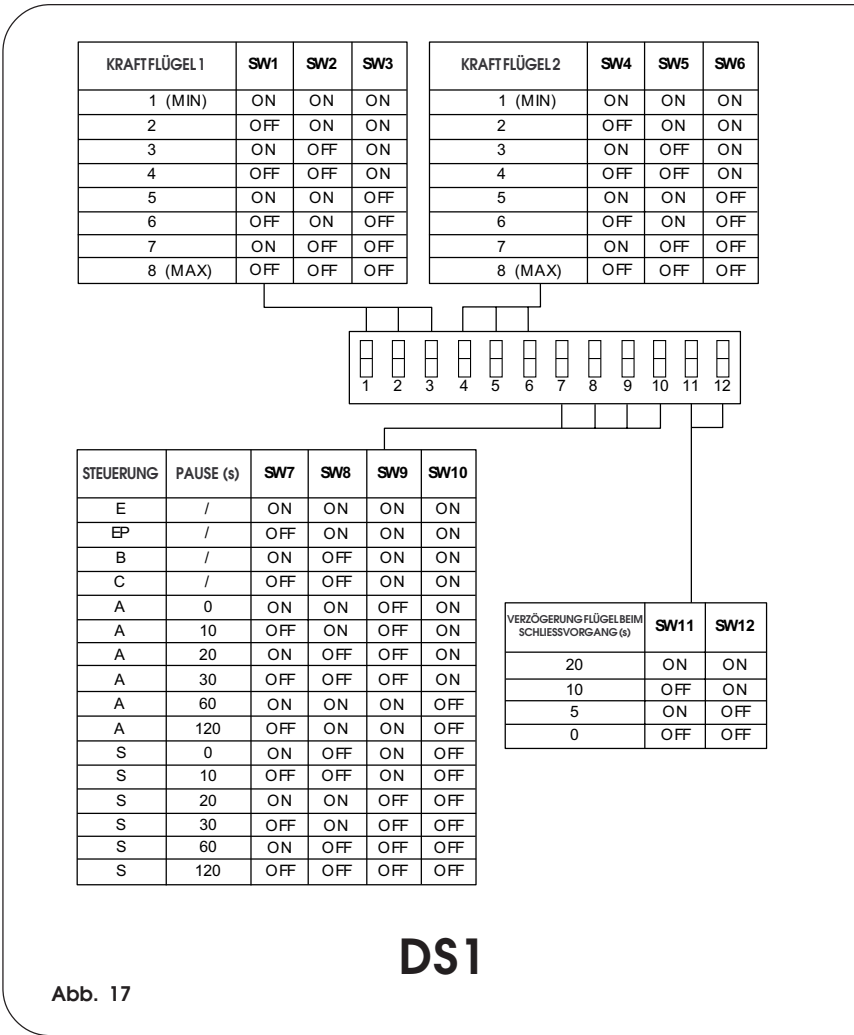 KRAFT FLÜGEL 1 SW1 SW2 SW3
1 (MIN) ON ON ON
2 OFF ON ON
3 ON OFF ON
4 OFF OFF ON
5 ON ON OFF
6 OFF ON OFF
7 ON OFF OFF
8 (MAX) OFF OFF OFF
KRAFT FLÜGEL 2 SW4 SW5 SW6
1 (MIN) ON ON ON
2 OFF ON ON
3 ON OFF ON
4 OFF OFF ON
5 ON ON OFF
6 OFF ON OFF
7 ON OFF OFF
8 (MAX) OFF OFF OFF
1 2 3 4 5 6 7 8 9 10 11 12
STEUERUNG PAUSE (s) SW7 SW8 SW9 SW10
E / ON ON ON ON
EP / OFF ON ON ON
B / ON OFF ON ON
C / OFF OFF ON ON
A 0 ON ON OFF ON
A 10 OFF ON OFF ON
A 20 ON OFF OFF ON
A 30 OFF OFF OFF ON
A 60 ON ON ON OFF
A 120 OFF ON ON OFF
S 0 ON OFF ON OFF
S 10 OFF OFF ON OFF
S 20 ON ON OFF OFF
S 30 OFF ON OFF OFF
S 60 ON OFF OFF OFF
S 120 OFF OFF OFF OFF
VERZÖGERUNG FLÜGEL BEIM
SCHLIESSVORGANG (s) SW11 SW12
20 ON ON
10 OFF ON
5 ON OFF
0 OFF OFF
DS1
Abb. 17